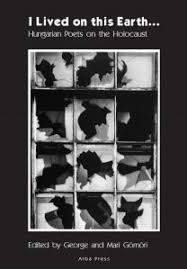 I Lived on this Earth...
Hungarian Poets on the Holocaust
Edited by George and Mari Gömöri
Alba Press